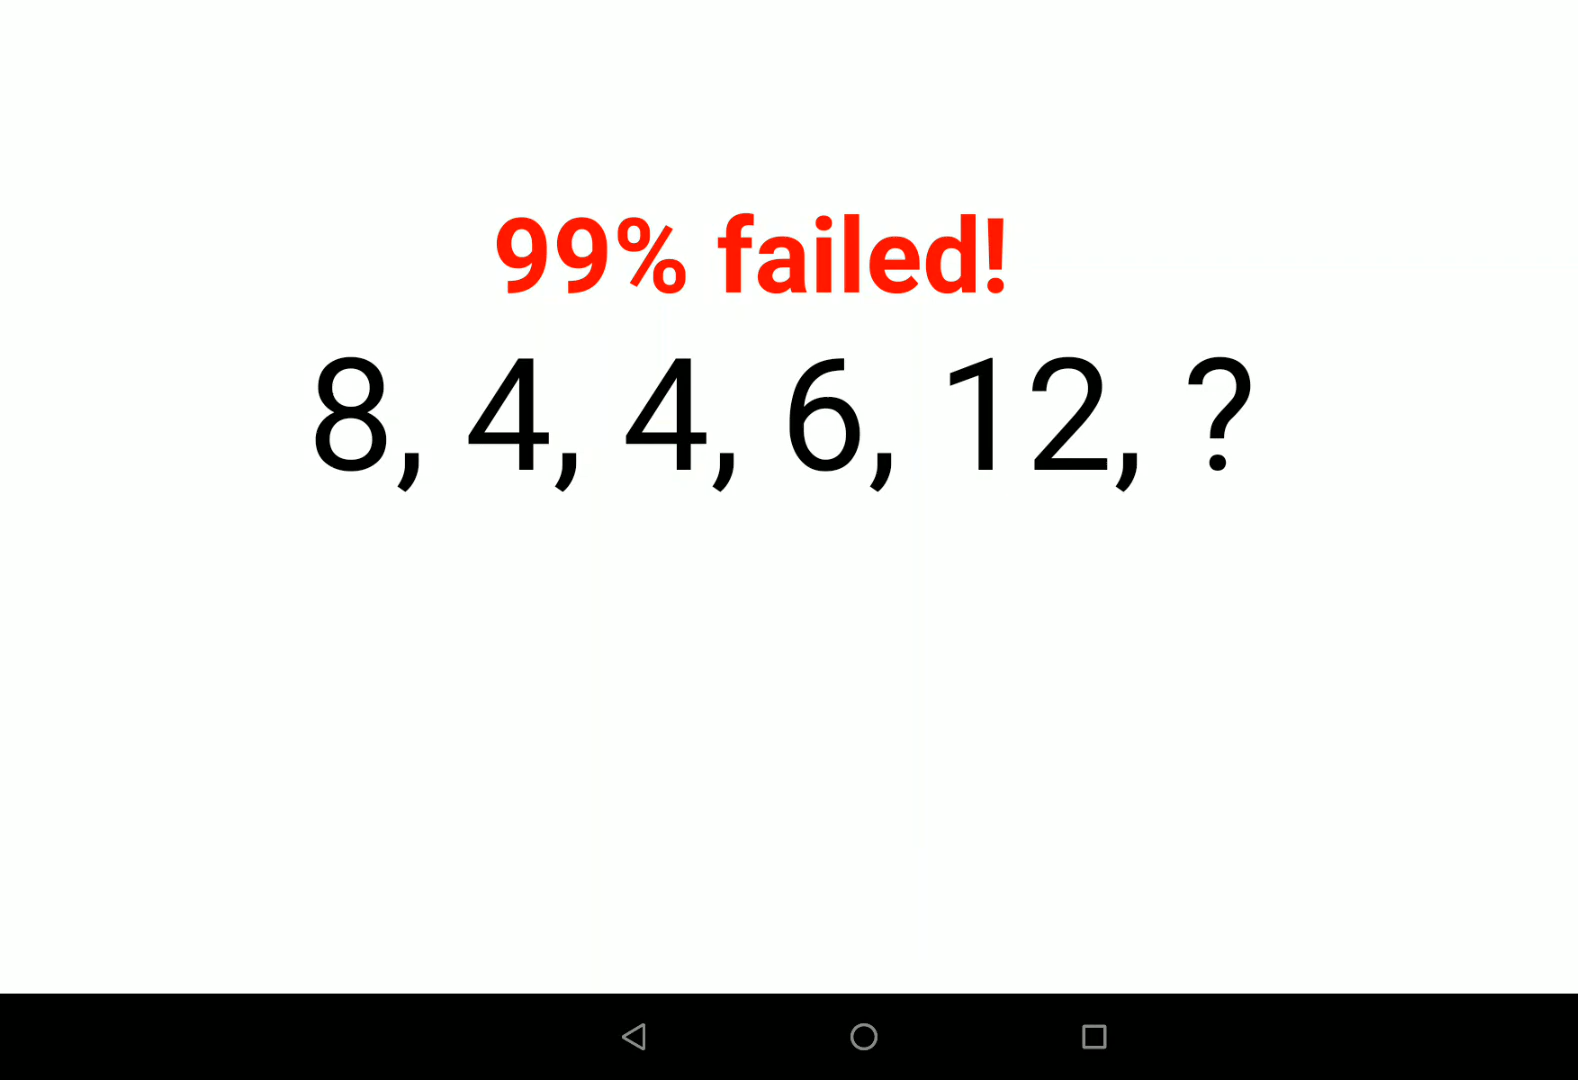 99% failed!
8, 4, 4, 6, 12, ?